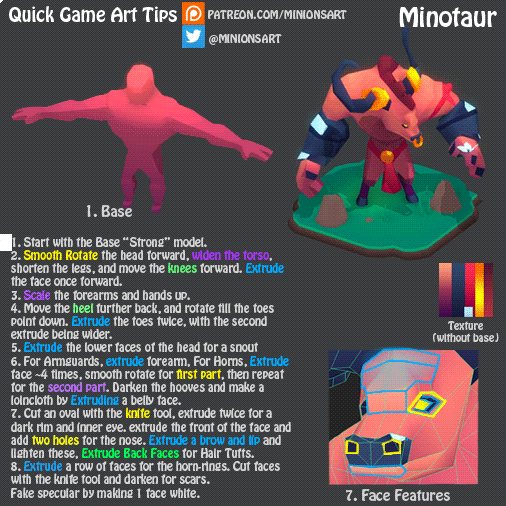 Quick Game Art Tips
PATREON.COM/MINIONSART
@MINIONSART
Minotaur
1. Base
1. Start with the Base “Strong” model.
2. Smooth Rotate the head forward, widen the torso,
shorten the legs, and move the knees forward. Extrude
the face once forward.
3. Scale the forearms and hands up.
4. Move the heel further back, and rotate till the toes
point down. Extrude the toes twice, with the second
extrude being wider.
5. Extrude the lower faces of the head for a snout
6. For Armguards, extrude forearm, For Horns, Extrude
face ~4 times, smooth rotate for first part, then repeat
for the second part. Darken the hooves and make a
loincloth by Extruding a belly face.
7. Cut an oval with the knife tool, extrude twice for a
dark rim and inner eye. extrude the front of the face and
add two holes for the nose. Extrude a brow and lip and
lighten these, Extrude Back Faces for Hair Tufts.
8. Extrude a row of faces for the horn-rings. Cut faces
with the knife tool and darken for scars.
Fake specular by making 1 face white.
Texture
(without base)
7. Face Features